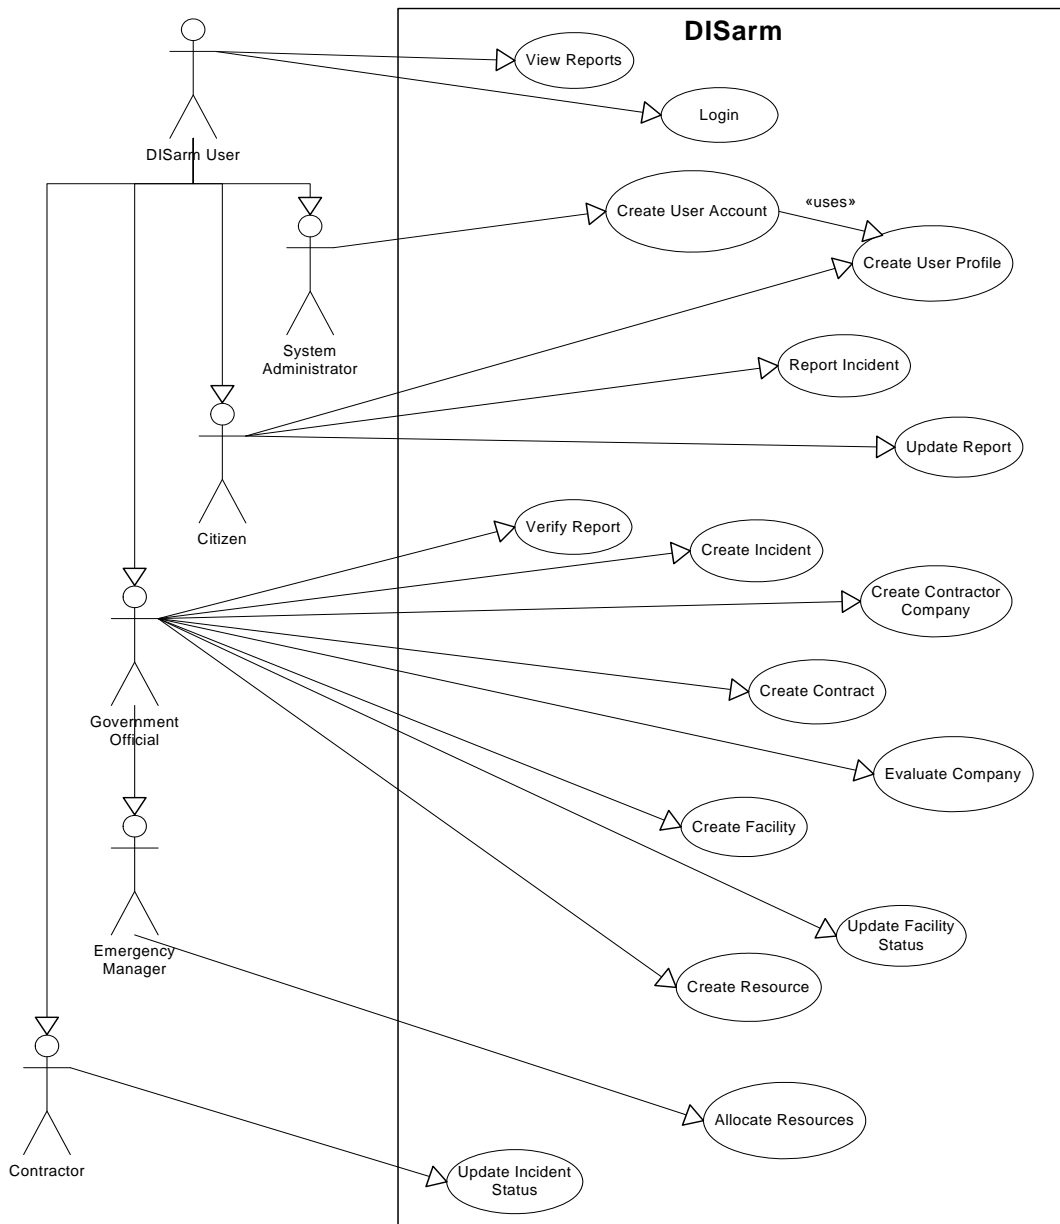 DISarm
View Reports
Login
DISarm User
Create User Account
«uses»
Create User Profile
System
Administrator
Report Incident
Update Report
Citizen
Verify Report
Create Incident
Create Contractor
Company
Create Contract
Government
Official
Evaluate Company
Create Facility
Update Facility
Status
Emergency
Manager
Create Resource
Allocate Resources
Contractor
Update Incident
Status